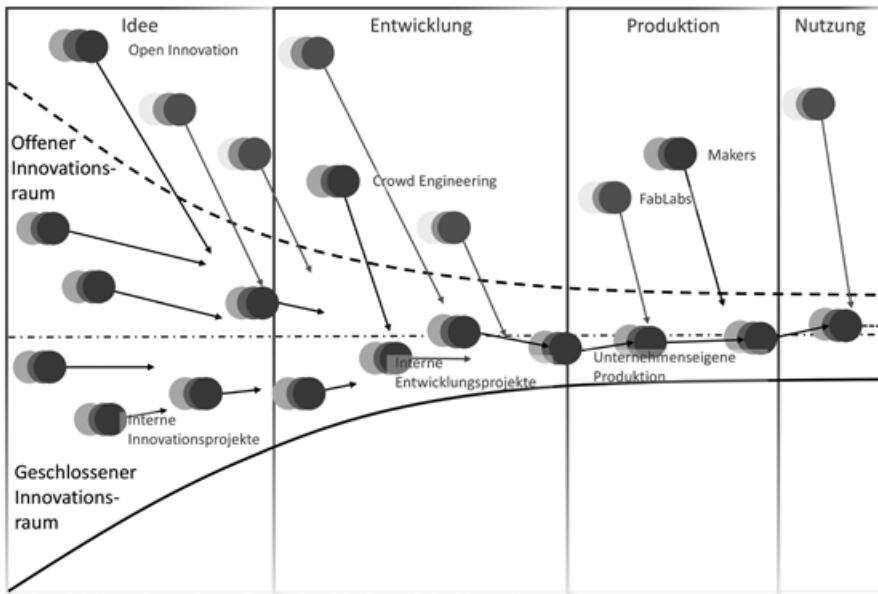 Idee
Entwicklung
Produktion
Nutzung
Open Innovation
Offener
Innovations-
raum
Crowd Engineering
Makers
FabLabs
Interne
Entwicklungsprojekte
Unternehmenseigene
Produktion
Interne
Innovationsprojekte
Geschlossener
Innovations-
raum